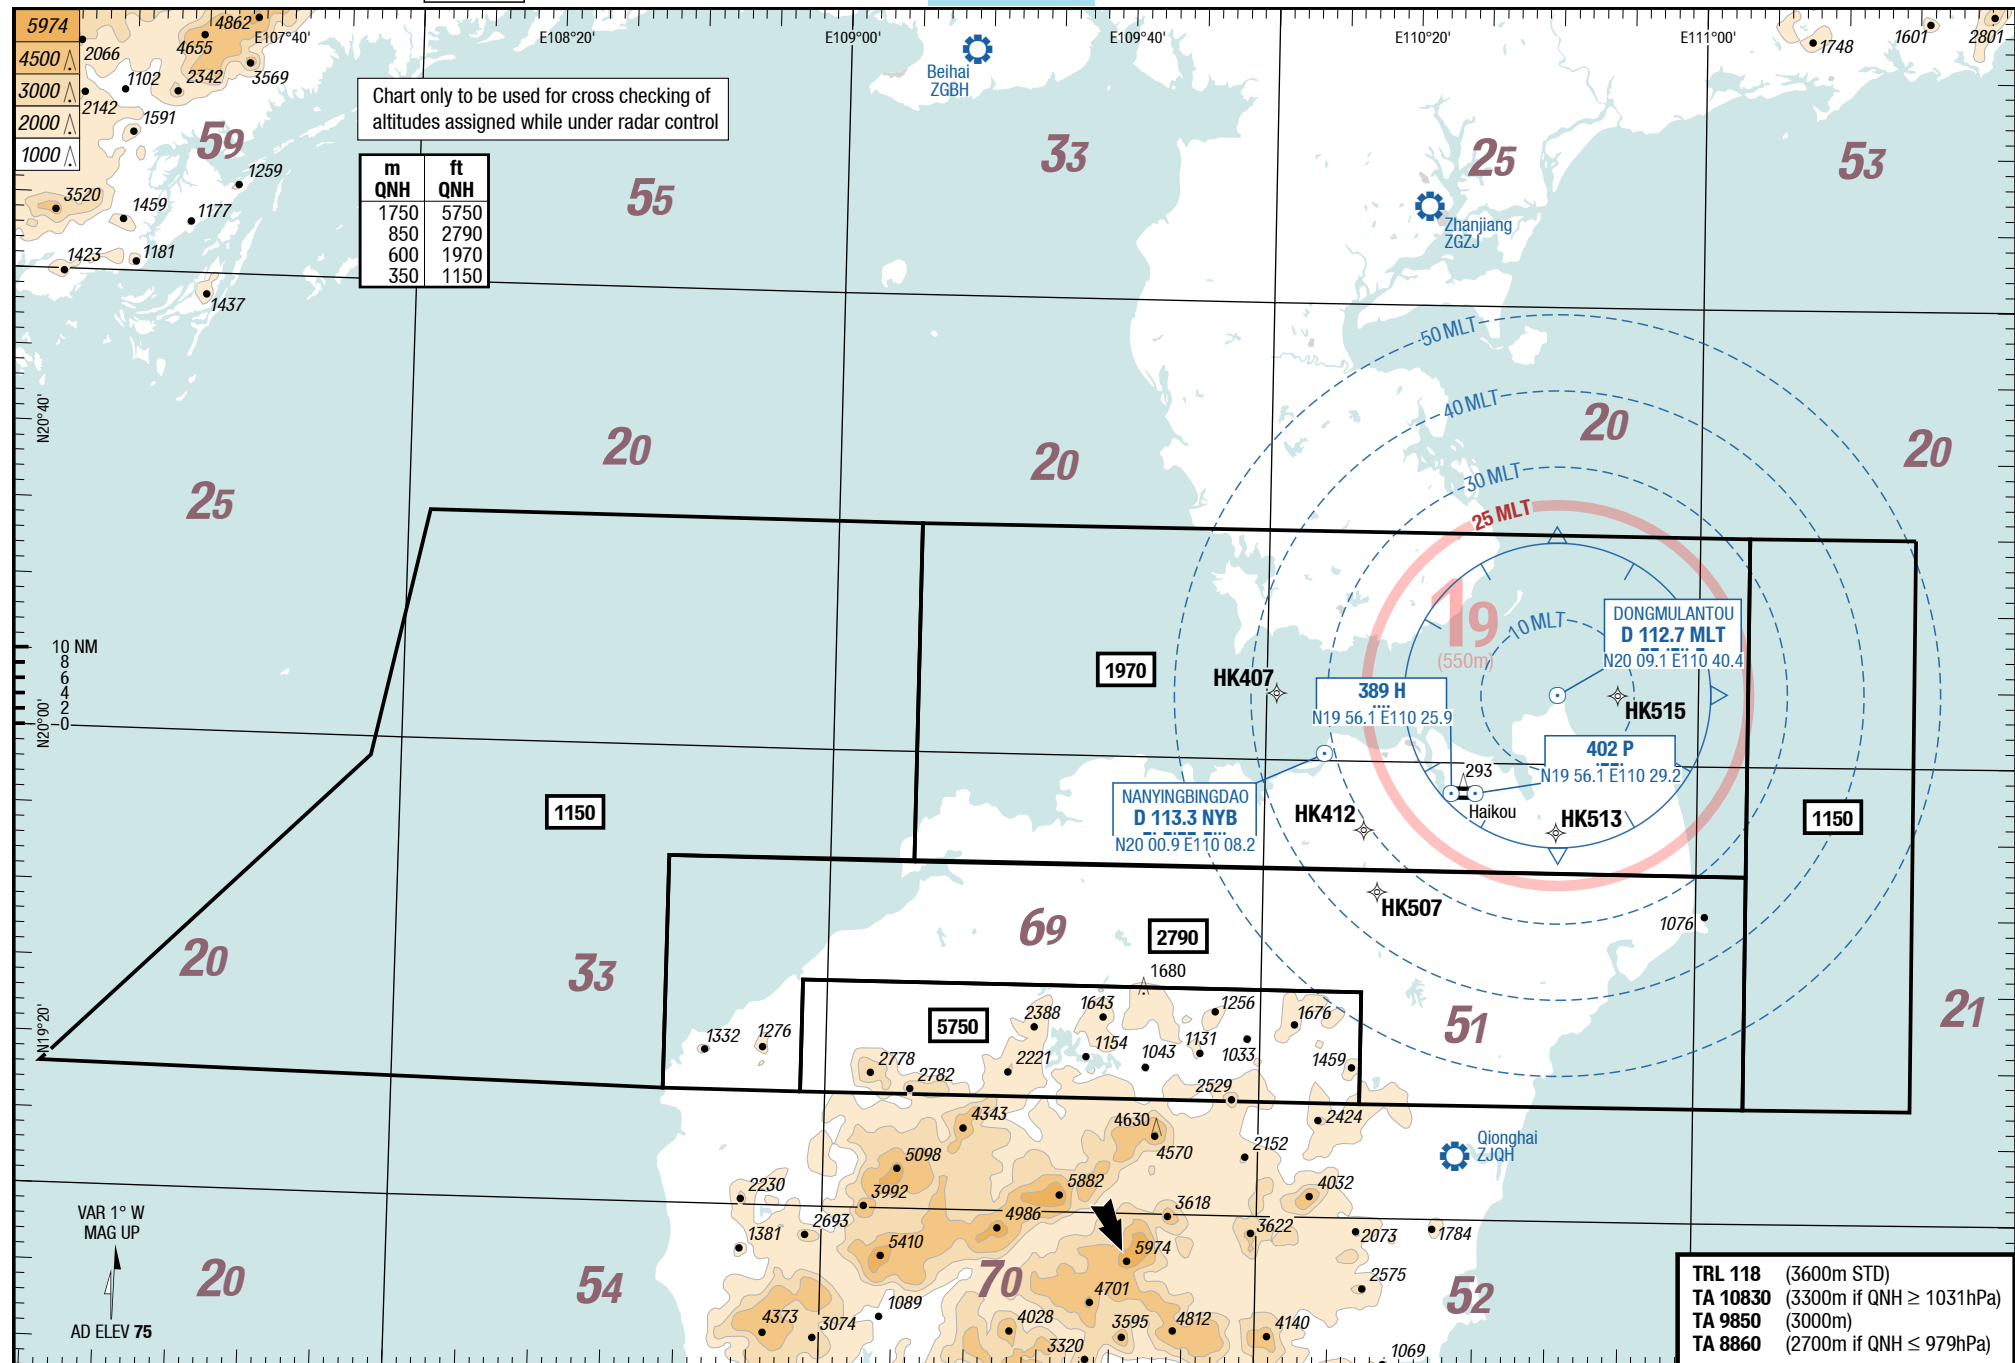 5974
4500
3000
2000
1000
4862
4655
2066
1102
2342
3569
2142
1591
59
1259
3520
1459
1177
1423
1181
1437
E107°40'
E108°20'
E109°00'
E109°40'
E110°20'
E111°00'
1748
1601
2801
Beihai
ZGBH
Chart only to be used for cross checking of
altitudes assigned while under radar control
m ft
QNH QNH
1750 5750
850 2790
600 1970
350 1150
55
33
25
53
Zhanjiang
ZGZJ
50 MLT
40 MLT
30 MLT
25 MLT
10 MLT
N20°40'
25
20
20
20
20
19
(550m)
DONGMULANTOU
D 112.7 MLT
N20 09.1 E110 40.4
10 NM
8
6
4
2
0
N20°00'
1970
HK407
389 H
N19 56.1 E110 25.9
HK515
402 P
N19 56.1 E110 29.2
293
Haikou
NANYINGBINGDAO
D 113.3 NYB
N20 00.9 E110 08.2
HK412
HK513
1150
1150
HK507
1076
69
2790
20
33
N19°20'
1680
5750
2388
1643
1256
1676
51
21
1332
1276
2778
2782
2221
1154
1043
1131
1033
1459
2529
4343
4630
4570
2424
2152
Qionghai
ZJQH
5098
2230
3992
5882
3618
4032
2693
4986
3622
1381
5410
5974
2073
1784
VAR 1° W
MAG UP
AD ELEV 75
20
54
70
52
4701
2575
1089
4373
3074
4028
3320
3595
4812
4140
1069
TRL 118 (3600m STD)
TA 10830 (3300m if QNH ≥ 1031hPa)
TA 9850 (3000m)
TA 8860 (2700m if QNH ≤ 979hPa)